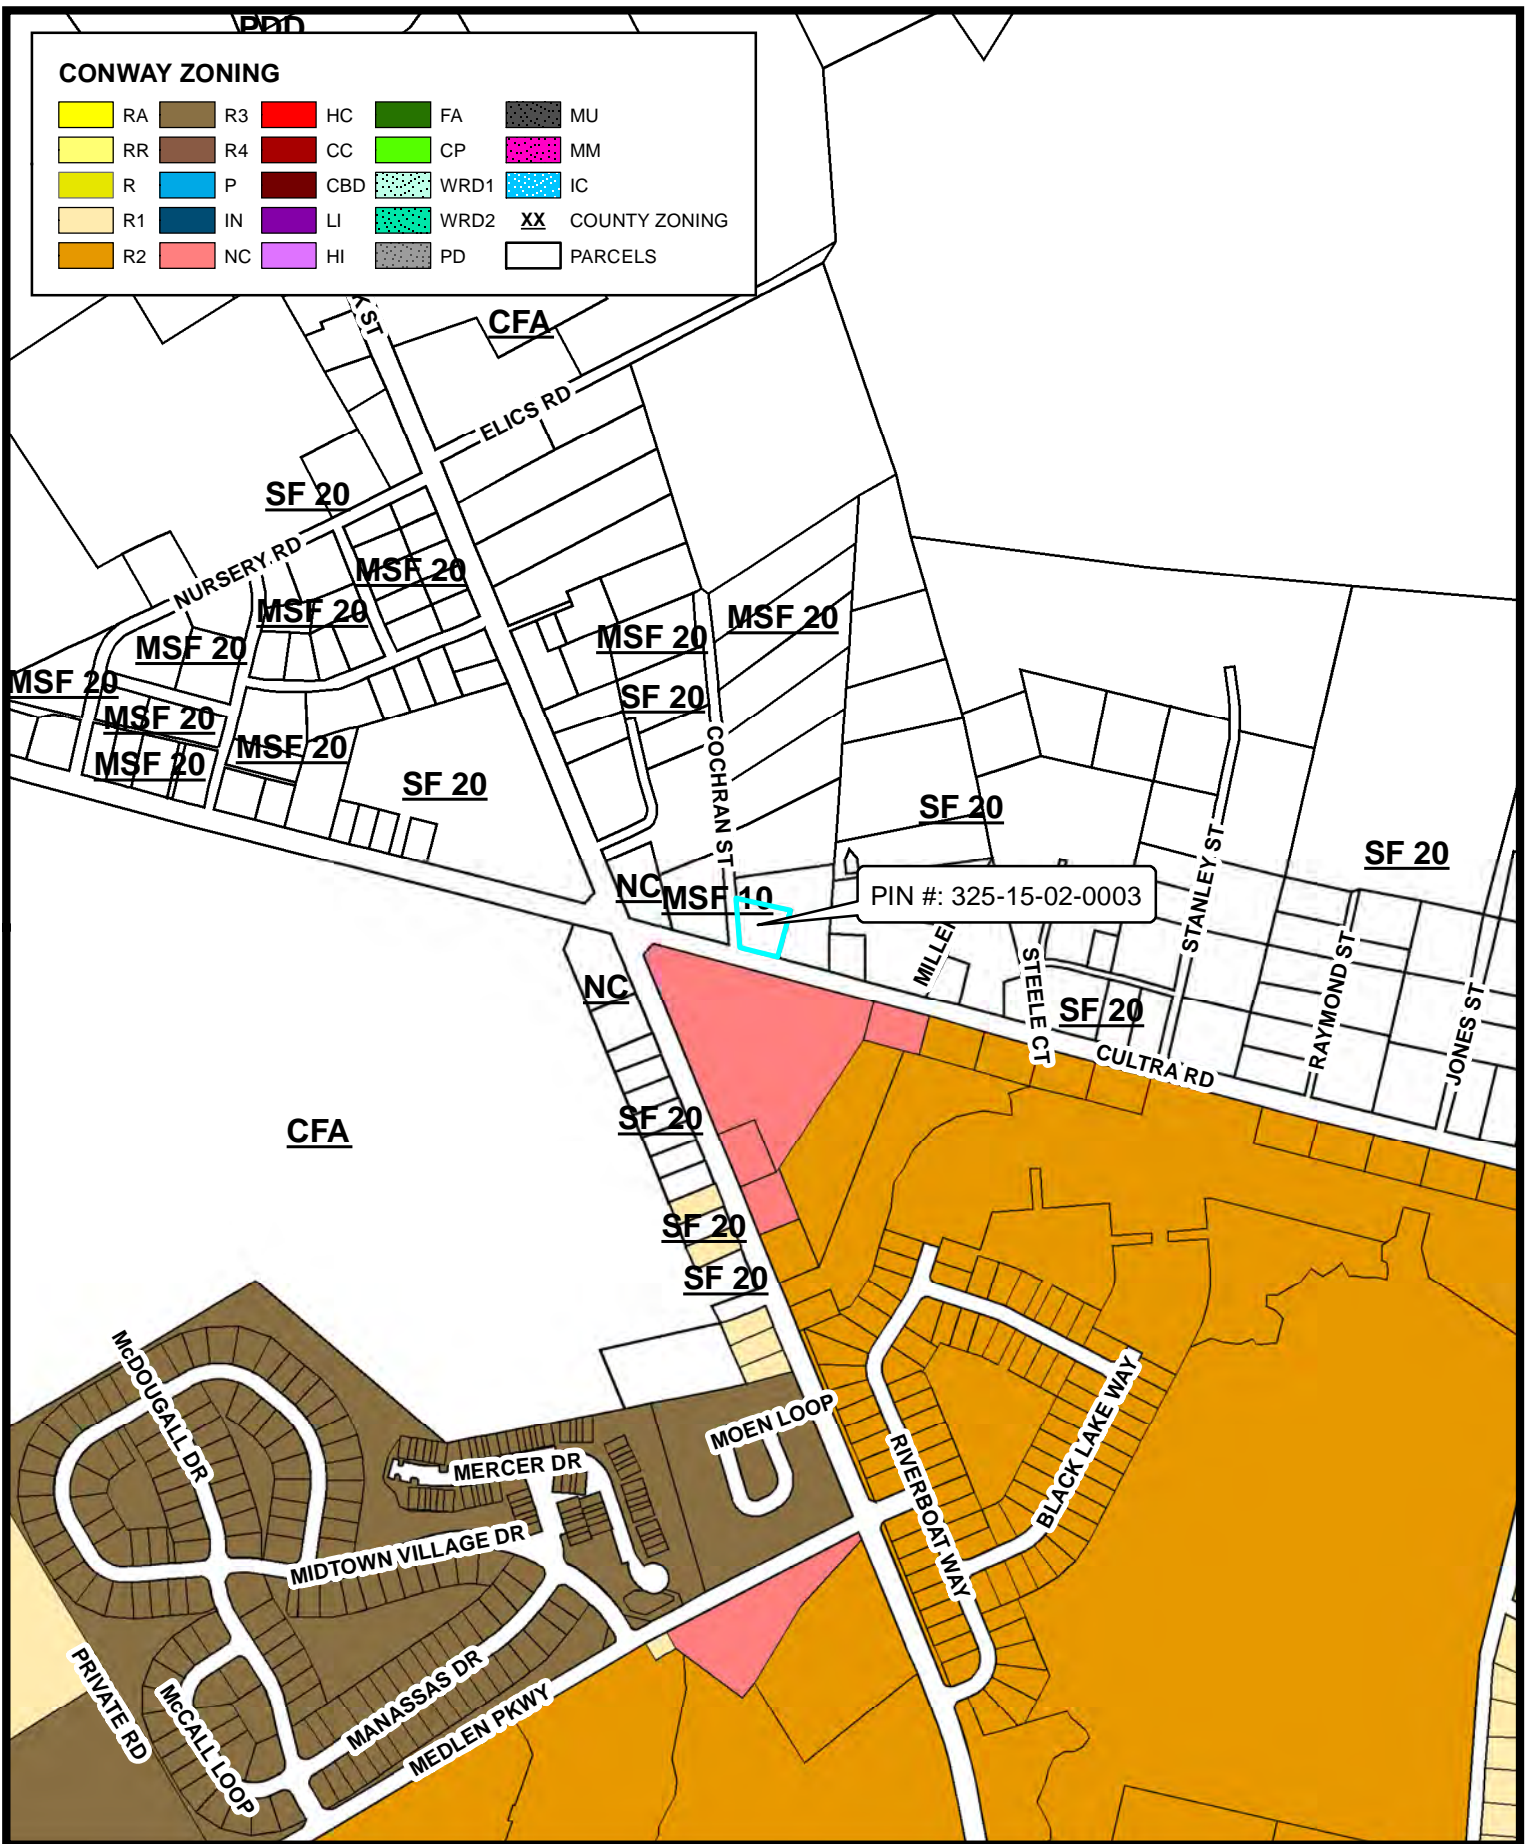 PDD
CONWAY ZONING
RA R3 HC FA MU
RR R4 CC CP MM
R P CBD WRD1 IC
R1 IN LI WRD2 XX COUNTY ZONING
R2 NC HI PD PARCELS
K ST
CFA
ELICS RD
SF 20
NURSERY RD
MSF 20
MSF 20
MSF 20
MSF 20
MSF 20
MSF 20
MSF 20
MSF 20
MSF 20
SF 20
COCHRAN ST
SF 20
SF 20
SF 20
STANLEY ST
NC
MSF 10
PIN #: 325-15-02-0003
MILLE
STEELE CT
RAYMOND ST
JONES ST
NC
SF 20
CULTRA RD
CFA
SF 20
SF 20
SF 20
McDOUGALL DR
MERCER DR
MOEN LOOP
BLACK LAKE WAY
RIVERBOAT WAY
MIDTOWN VILLAGE DR
MANASSAS DR
MEDLEN PKWY
PRIVATE RD
McCALL LOOP